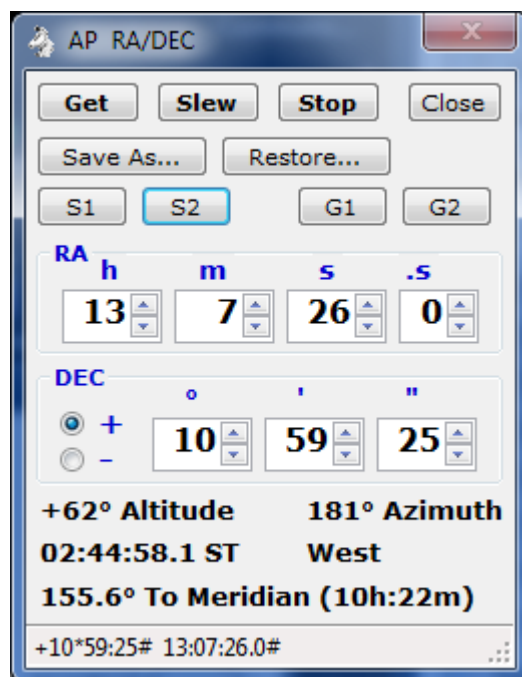 AP RA/DEC
Get Slew Stop Close
Save As... Restore...
S1 S2 G1 G2
RA
h m s .s
13 7 26 0
DEC
° ' "
+ 10 59 25
-
+62° Altitude 181° Azimuth
02:44:58.1 ST West
155.6° To Meridian (10h:22m)
+10*59:25# 13:07:26.0#